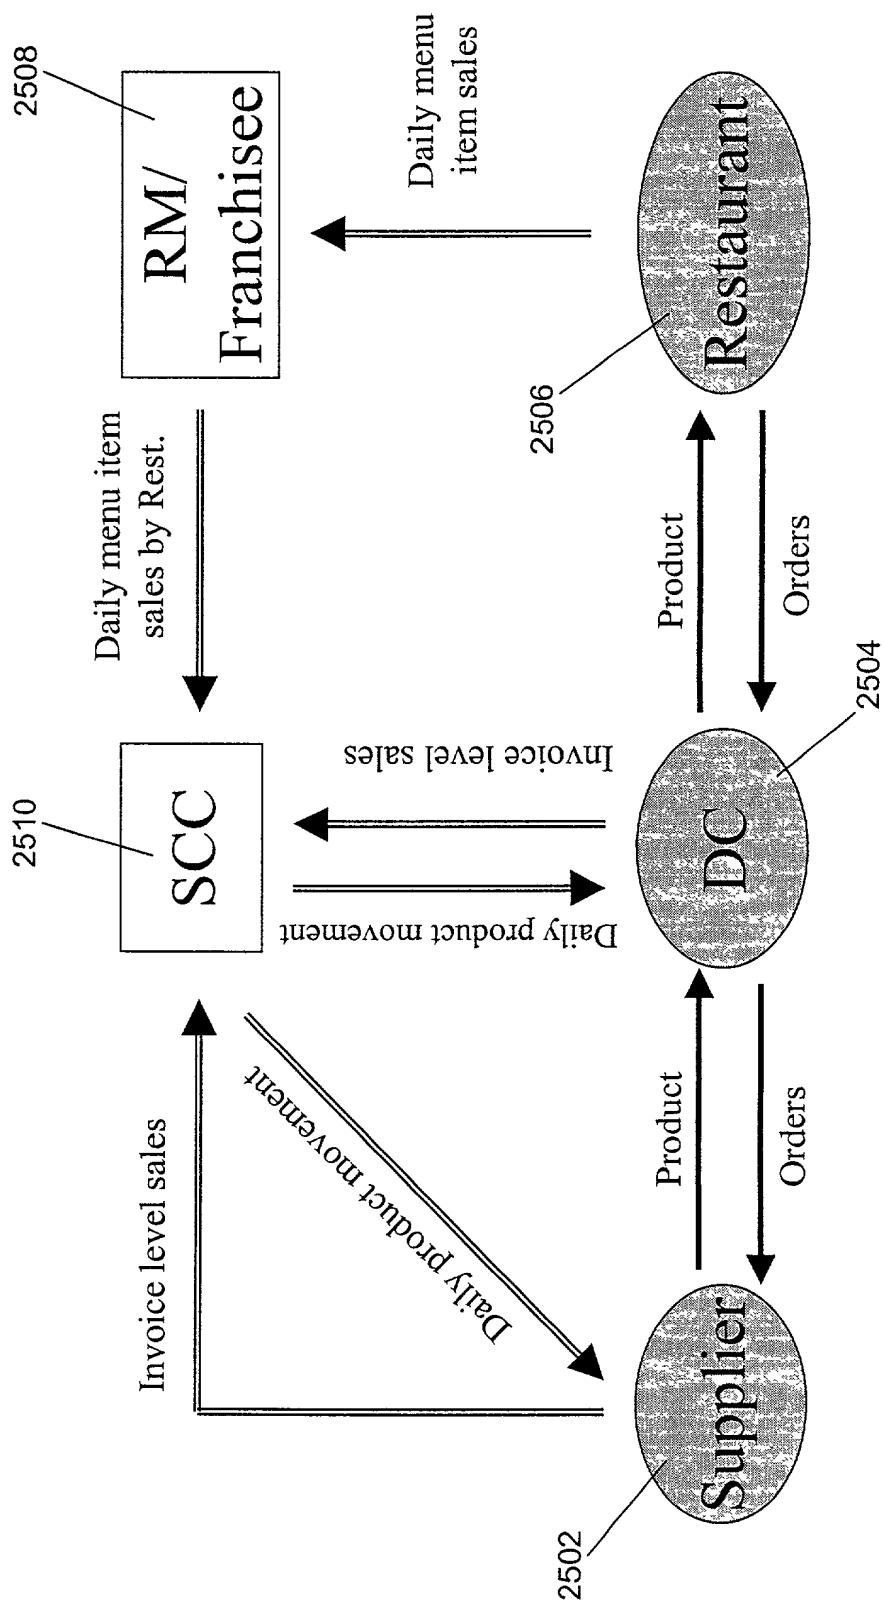 2510
2508
SCC
RM/
Franchisee
Daily menu item
sales by Rest.
Invoice level sales
Daily product movement
Daily product movement
Invoice level sales
Daily menu
item sales
2502
Supplier
Product
Orders
DC
2504
Product
Orders
2506
Restaurant